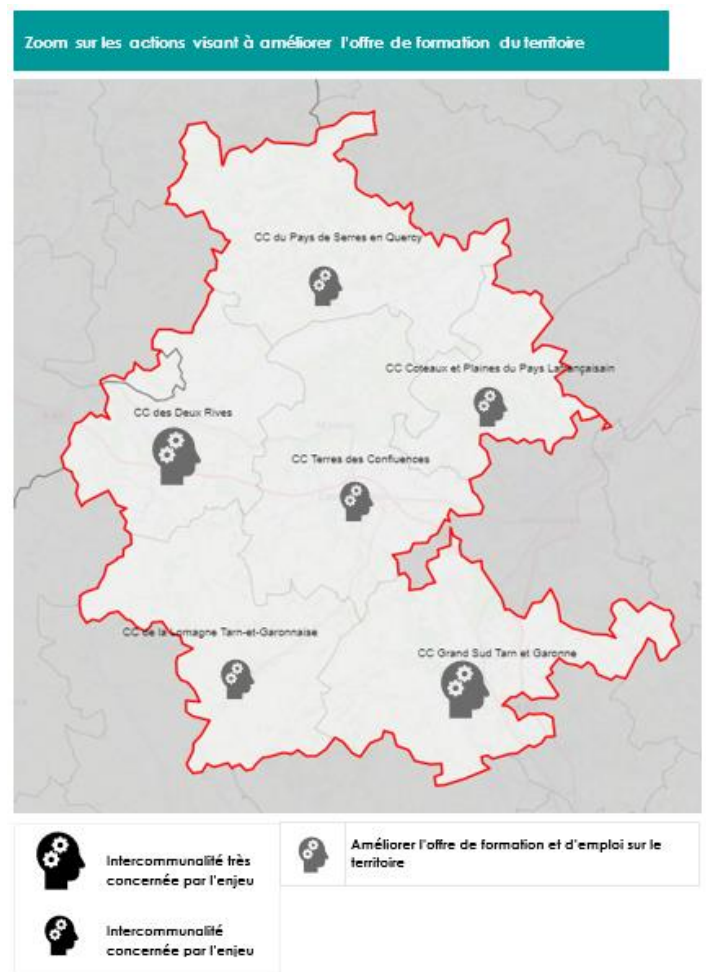 Zoom sur les actions visant à améliorer l'offre de formation du territoire
CC du Pays de Serres en Quercy
CC Coteaux et Plaines du Pays Lafrançaisain
CC des Deux Rives
CC Terres des Confluences
CC de la Lomagne Tarn-et-Garonnaise
CC Grand Sud Tarn et Garonne
Intercommunalité très
concernée par l'enjeu
Améliorer l'offre de formation et d'emploi sur le
territoire
Intercommunalité
concernée par l'enjeu